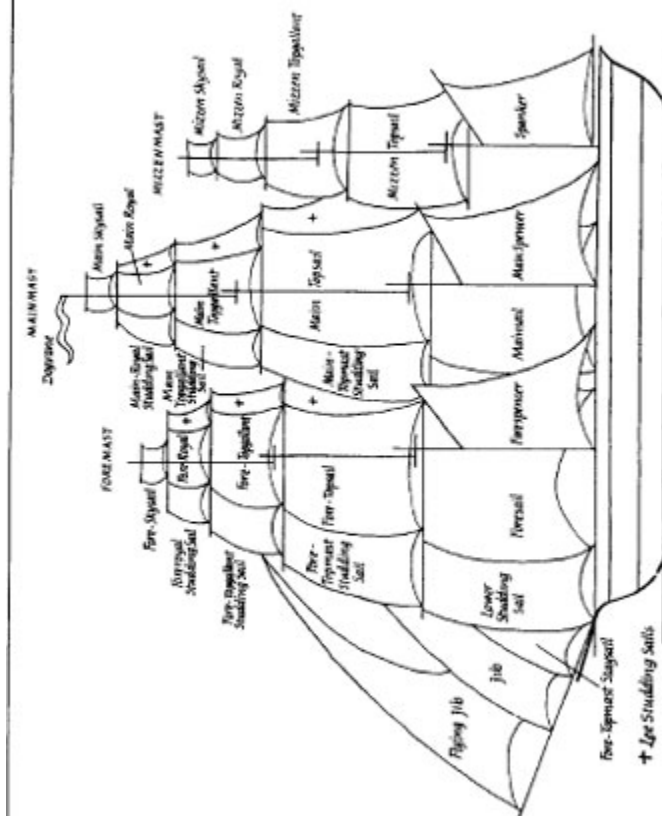 MIZZENMAST
Mizzen Skysail
Mizzen Royal
Mizzen Topgallant
Mizzen Topsail
Spanker
MAINMAST
Dogvane
Main Skysail
Main Royal
Main
Topgallant
Main
Topsail
Main Spencer
Mainsail
Main-Royal
Studding Sail
Main
Topgallant
Studding
Sail
Main-
Topmast
Studding
Sail
FOREMAST
Fore-Skysail
Fore Royal
Fore-Topgallant
Fore-Topsail
Forespencer
Foresail
Fore royal
Studding Sail
Fore-Topgallant
Studding Sail
Fore-
Topmast
Studding
Sail
Lower
Studding
Sail
Flying Jib
Jib
Fore-Topmast Staysail
+ Lee Studding Sails